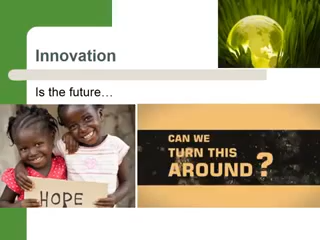 Innovation
Is the future…
HOPE
CAN WE
TURN THIS
AROUND?